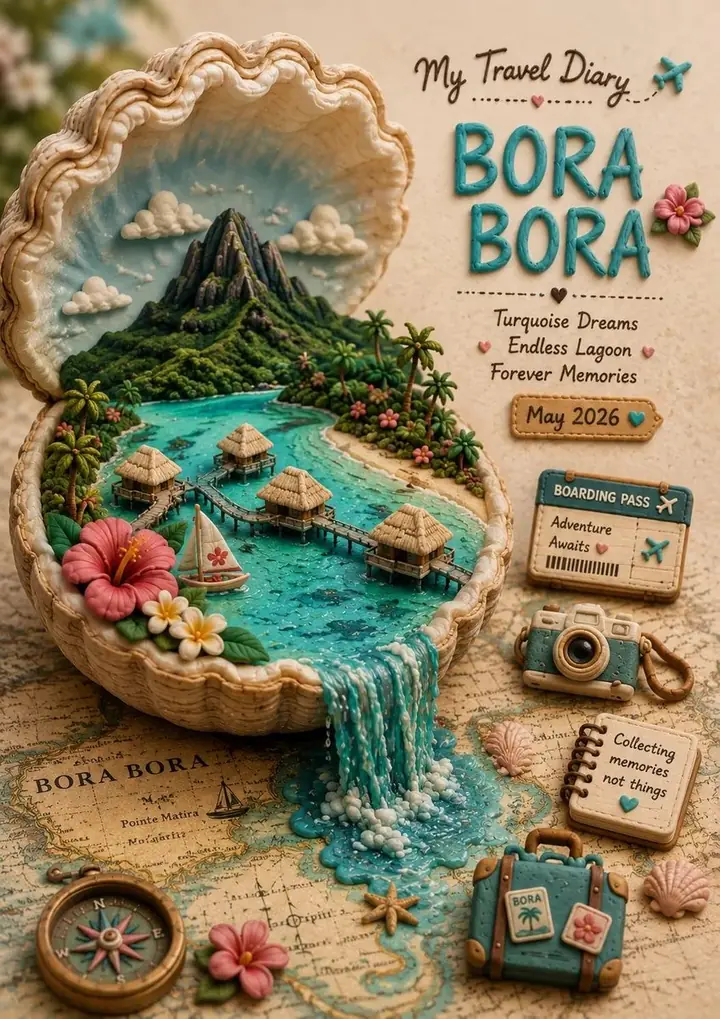 My Travel Diary
BORA
BORA
Turquoise Dreams
Endless Lagoon
Forever Memories
May 2026
BOARDING PASS
Adventure
Awaits
Collecting
memories
not things
BORA BORA
Pointe Matira
N
E
S
W
BORA